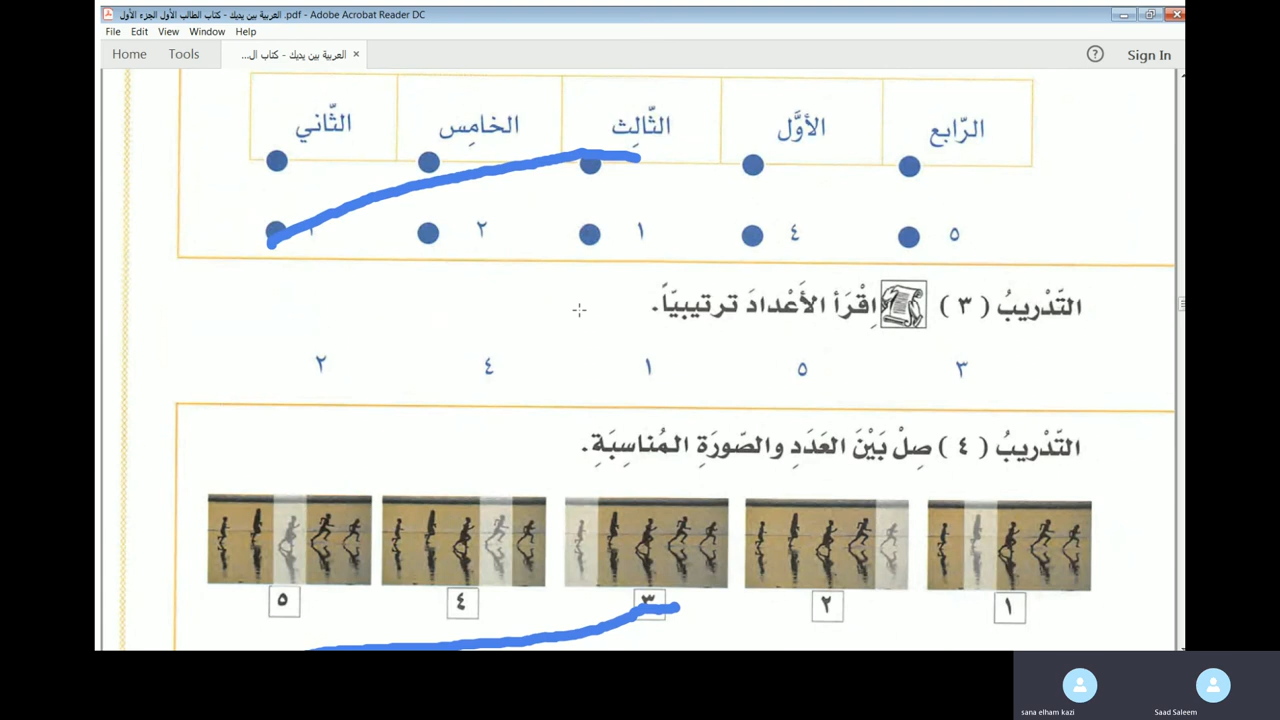 العربية بين يديك - كتاب الطالب الأول الجزء الأول.pdf - Adobe Acrobat Reader DC
File Edit View Window Help
Home Tools العربية بين يديك - كتاب ال... × ? Sign In
الرّابع الأوَّل الثّالِث الخامِس الثّاني
٥ ٤ ١ ٢
التّدْريبُ ( ٣ ) اِقْرَأ الأَعْدادَ ترتيبيّاً.
٣ ٥ ١ ٤ ٢
التّدْريبُ ( ٤ ) صِلْ بَيْنَ العَدَدِ والصّورَةِ المُناسِبَةِ.
١ ٢ ٣ ٤ ٥
sana elham kazi Saad Saleem